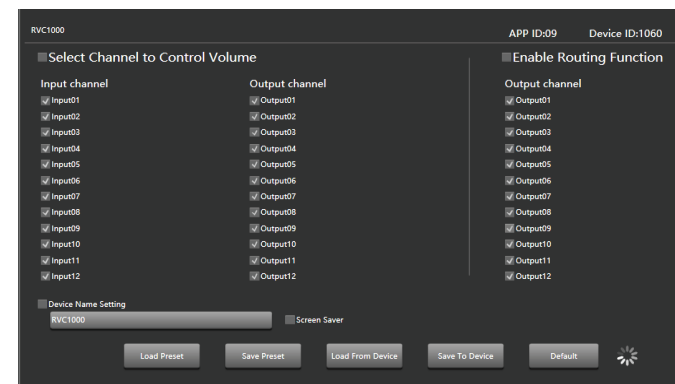 RVC1000
APP ID:09 Device ID:1060
Select Channel to Control Volume
Enable Routing Function
Input channel Output channel Output channel
Input01 Output01 Output01
Input02 Output02 Output02
Input03 Output03 Output03
Input04 Output04 Output04
Input05 Output05 Output05
Input06 Output06 Output06
Input07 Output07 Output07
Input08 Output08 Output08
Input09 Output09 Output09
Input10 Output10 Output10
Input11 Output11 Output11
Input12 Output12 Output12
Device Name Setting
RVC1000 Screen Saver
Load Preset Save Preset Load From Device Save To Device Default